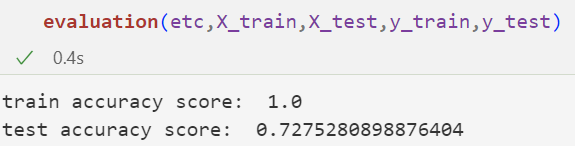 evaluation(etc,X_train,X_test,y_train,y_test)
✓ 0.4s
train accuracy score:  1.0
test accuracy score:  0.7275280898876404